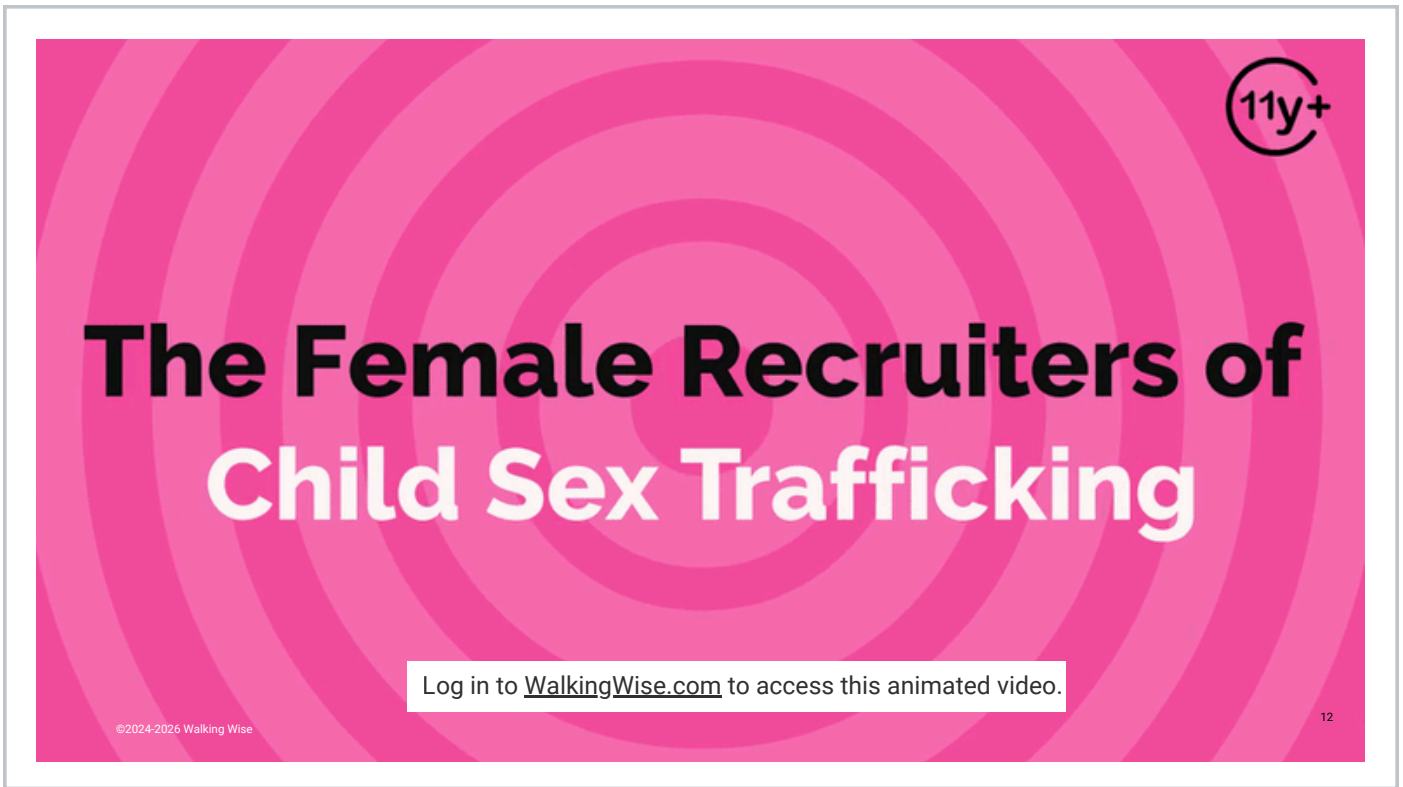 11y+
The Female Recruiters of
Child Sex Trafficking
Log in to WalkingWise.com to access this animated video.
©2024-2026 Walking Wise
12